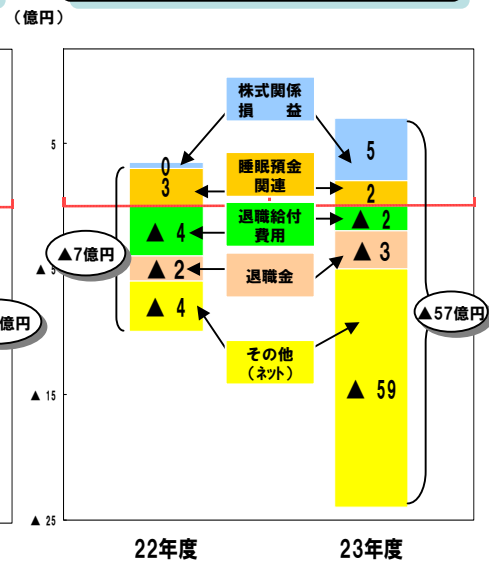 （億円）
株式関係
損　益
5
5
0
睡眠預金
関連
3
2
退職給付
費用
▲ 4
▲ 2
▲7億円
▲ 2
退職金
▲ 3
億円
▲57億円
▲ 4
その他
（ネット）
▲ 59
▲ 15
▲ 25
22年度
23年度